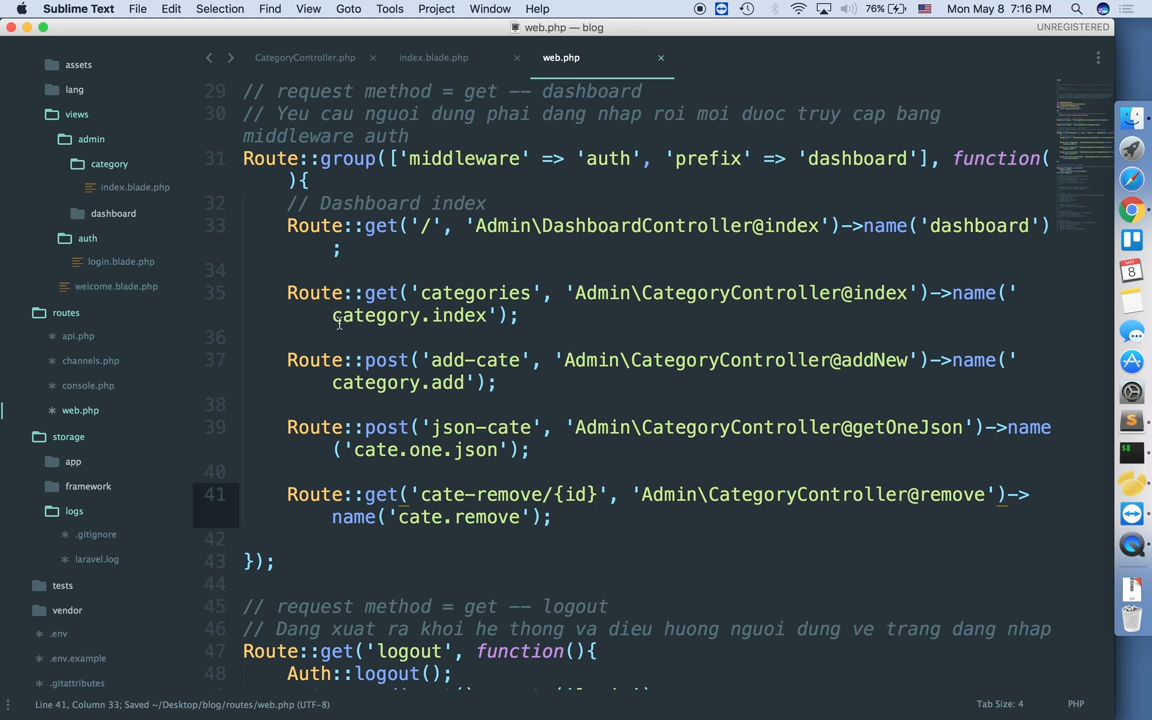 Sublime Text File Edit Selection Find View Goto Tools Project Window Help 76% Mon May 8 7:16 PM
web.php — blog UNREGISTERED
CategoryController.php × index.blade.php × web.php ×
assets
lang
views
admin
category
index.blade.php
dashboard
auth
login.blade.php
welcome.blade.php
routes
api.php
channels.php
console.php
web.php
storage
app
framework
logs
.gitignore
laravel.log
tests
vendor
.env
.env.example
.gitattributes
29 // request method = get -- dashboard
30 // Yeu cau nguoi dung phai dang nhap roi moi duoc truy cap bang
middleware auth
31 Route::group(['middleware' => 'auth', 'prefix' => 'dashboard'], function(
){
32 // Dashboard index
33 Route::get('/', 'Admin\DashboardController@index')->name('dashboard')
;
34
35 Route::get('categories', 'Admin\CategoryController@index')->name('
category.index');
36
37 Route::post('add-cate', 'Admin\CategoryController@addNew')->name('
category.add');
38
39 Route::post('json-cate', 'Admin\CategoryController@getOneJson')->name
('cate.one.json');
40
41 Route::get('cate-remove/{id}', 'Admin\CategoryController@remove')->
name('cate.remove');
42
43 });
44
45 // request method = get -- logout
46 // Dang xuat ra khoi he thong va dieu huong nguoi dung ve trang dang nhap
47 Route::get('logout', function(){
48 Auth::logout();
Line 41, Column 33; Saved ~/Desktop/blog/routes/web.php (UTF-8) Tab Size: 4 PHP